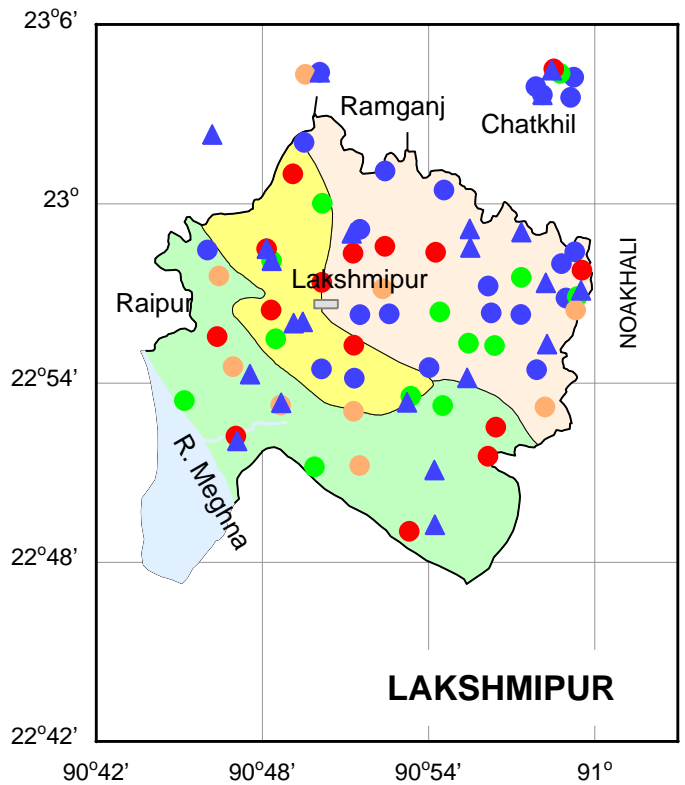 23°6’
Ramganj
Chatkhil
23°
Lakshmipur
Raipur
NOAKHALI
22°54’
R. Meghna
22°48’
LAKSHMIPUR
22°42’
90°42’
90°48’
90°54’
91°